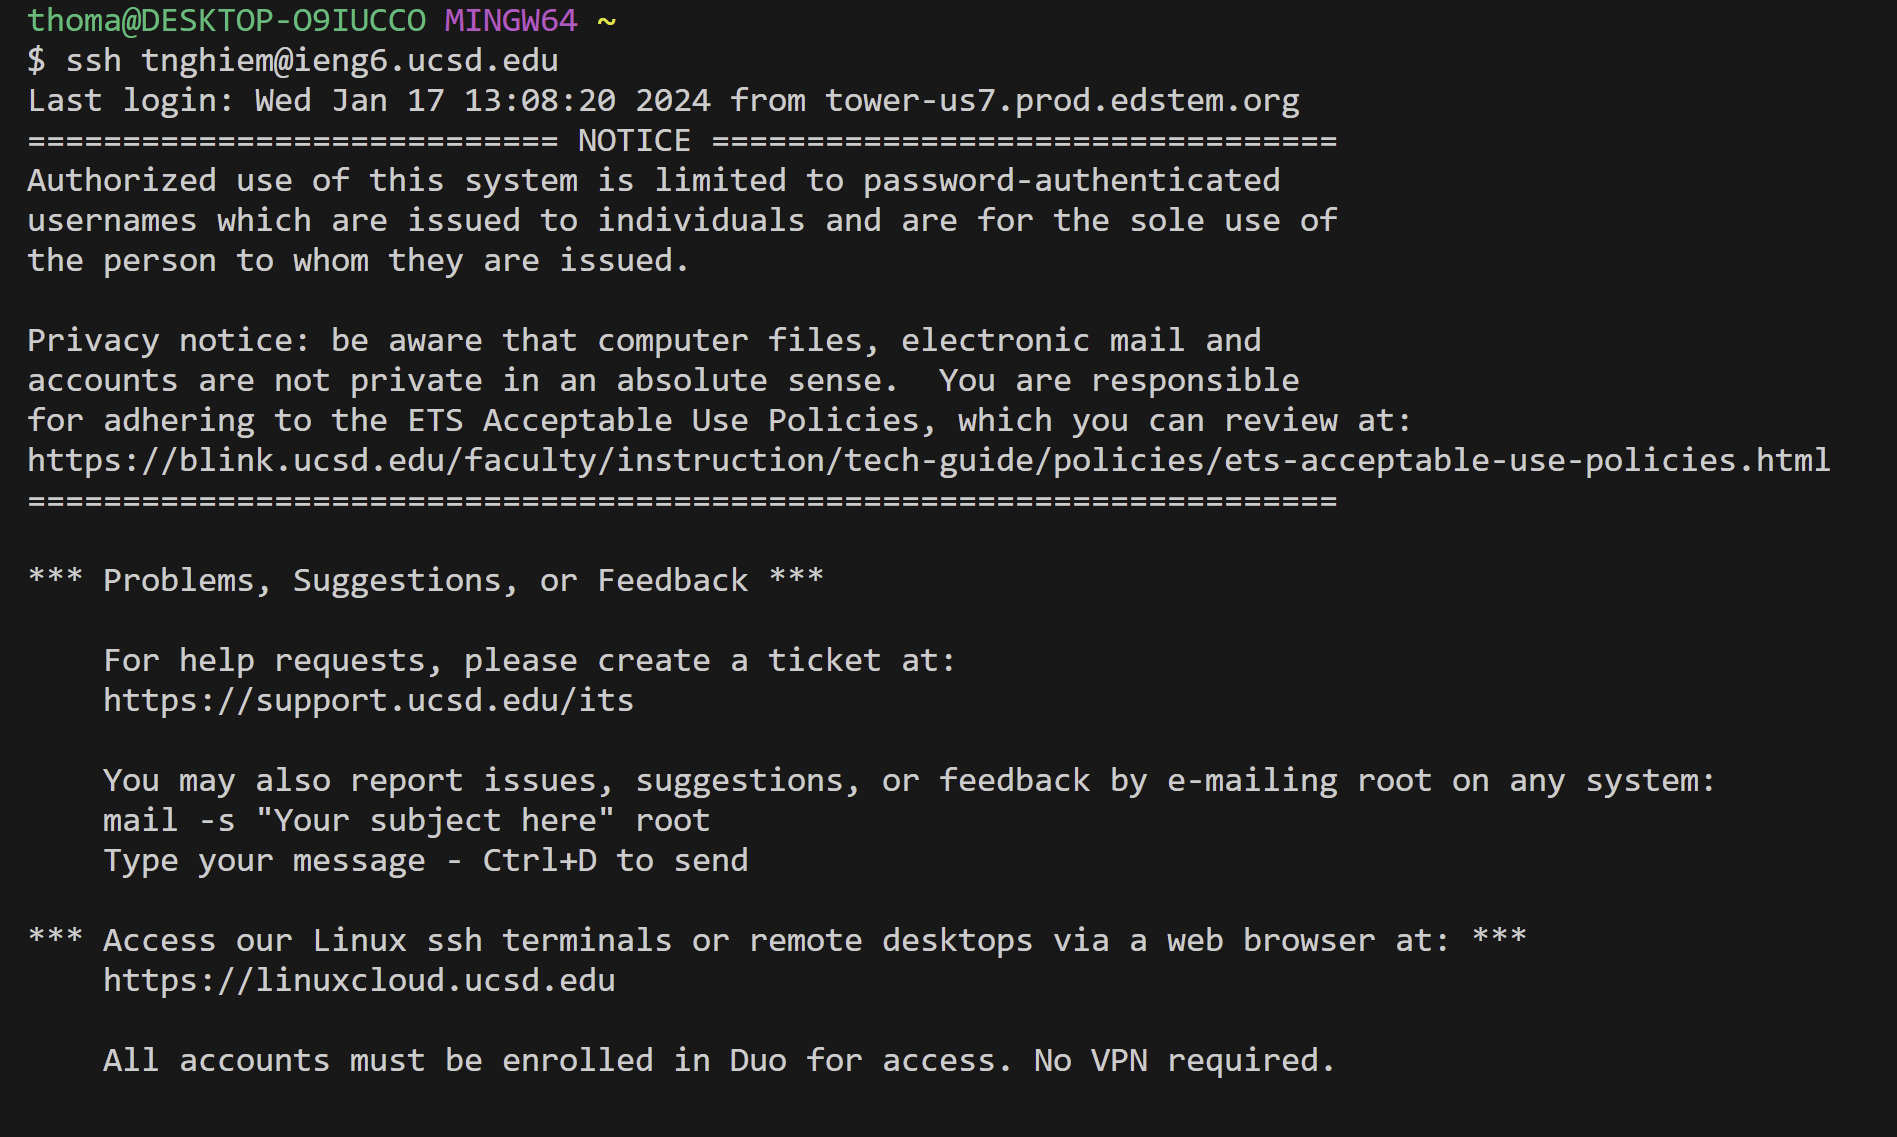 thoma@DESKTOP-O9IUCCO MINGW64 ~
$ ssh tnghiem@ieng6.ucsd.edu
Last login: Wed Jan 17 13:08:20 2024 from tower-us7.prod.edstem.org
============================ NOTICE =================================
Authorized use of this system is limited to password-authenticated
usernames which are issued to individuals and are for the sole use of
the person to whom they are issued.

Privacy notice: be aware that computer files, electronic mail and
accounts are not private in an absolute sense.  You are responsible
for adhering to the ETS Acceptable Use Policies, which you can review at:
https://blink.ucsd.edu/faculty/instruction/tech-guide/policies/ets-acceptable-use-policies.html
=====================================================================

*** Problems, Suggestions, or Feedback ***

    For help requests, please create a ticket at:
    https://support.ucsd.edu/its

    You may also report issues, suggestions, or feedback by e-mailing root on any system:
    mail -s "Your subject here" root
    Type your message - Ctrl+D to send

*** Access our Linux ssh terminals or remote desktops via a web browser at: ***
    https://linuxcloud.ucsd.edu

    All accounts must be enrolled in Duo for access. No VPN required.